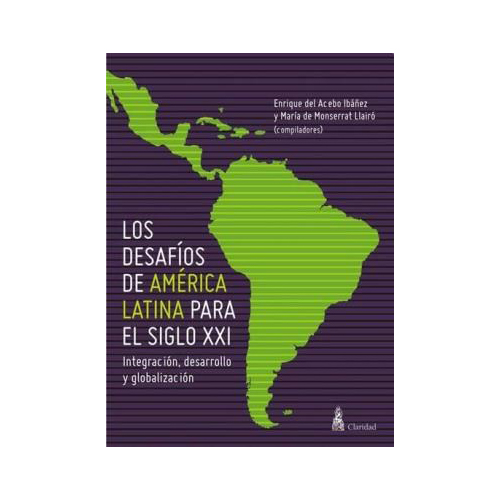 Enrique del Acebo Ibáñez
y María de Monserrat Llairó
(compiladores)
LOS
DESAFÍOS
DE AMÉRICA
LATINA PARA
EL SIGLO XXI
Integración, desarrollo
y globalización
Claridad